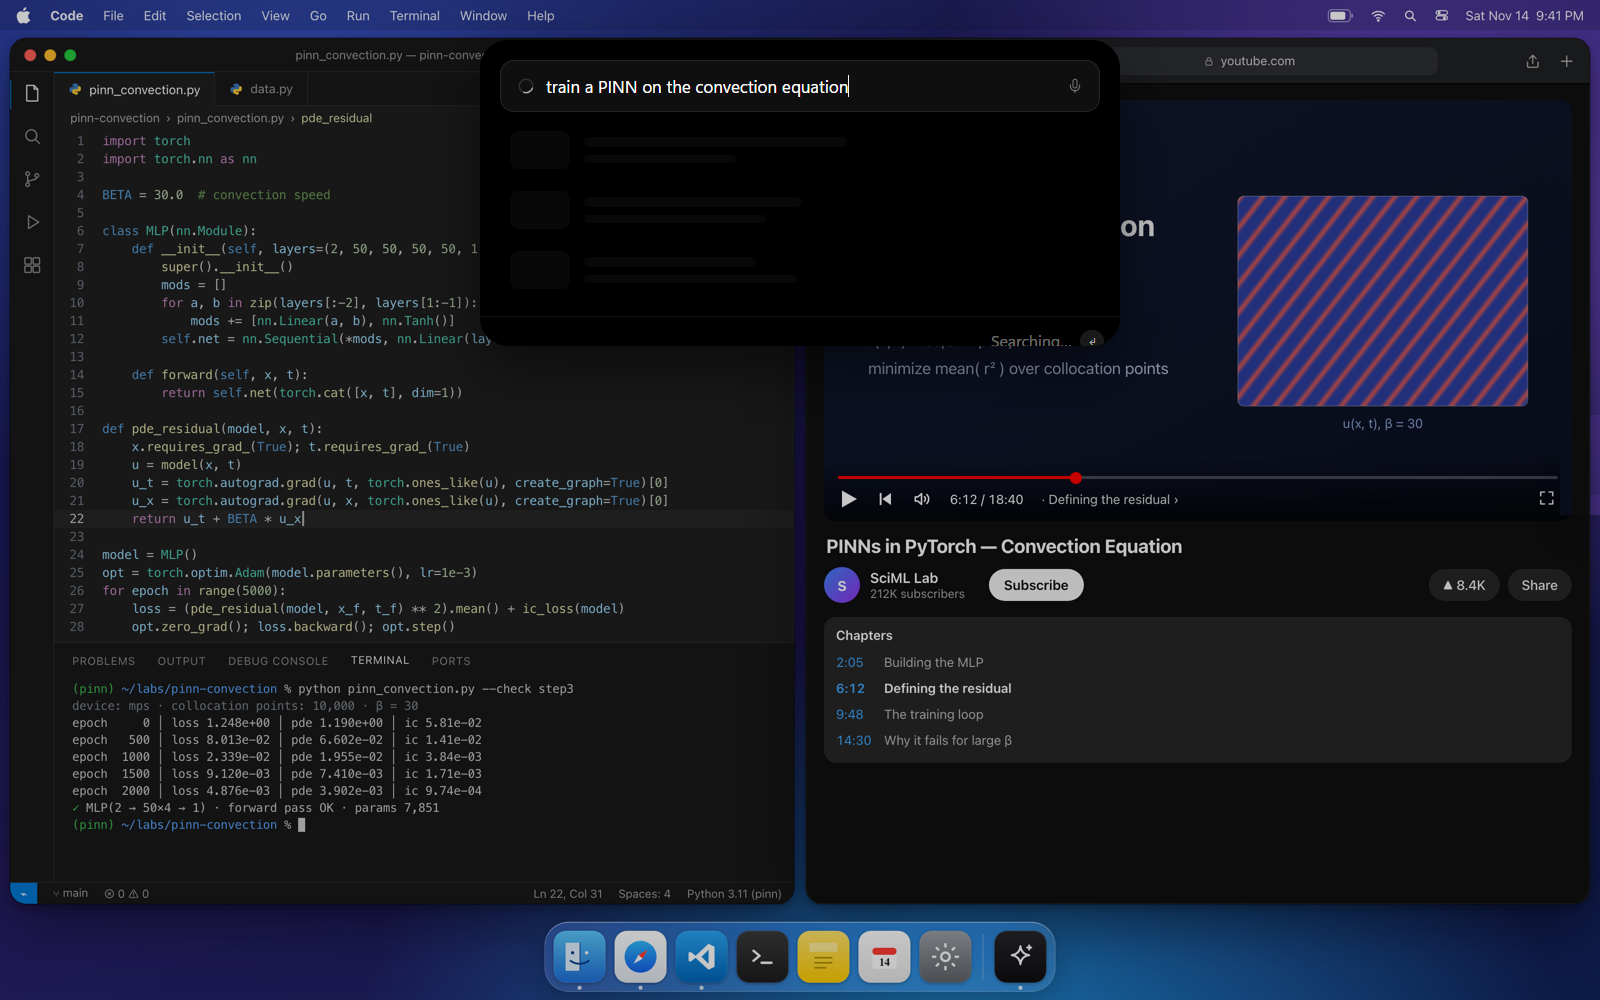 Code File Edit Selection View Go Run Terminal Window Help
Sat Nov 14 9:41 PM
pinn_convection.py — pinn-conve
pinn_convection.py
data.py
pinn-convection › pinn_convection.py › pde_residual
1 import torch
2 import torch.nn as nn
3
4 BETA = 30.0 # convection speed
5
6 class MLP(nn.Module):
7 def __init__(self, layers=(2, 50, 50, 50, 50, 1
8 super().__init__()
9 mods = []
10 for a, b in zip(layers[:-2], layers[1:-1]):
11 mods += [nn.Linear(a, b), nn.Tanh()]
12 self.net = nn.Sequential(*mods, nn.Linear(lay
13
14 def forward(self, x, t):
15 return self.net(torch.cat([x, t], dim=1))
16
17 def pde_residual(model, x, t):
18 x.requires_grad_(True); t.requires_grad_(True)
19 u = model(x, t)
20 u_t = torch.autograd.grad(u, t, torch.ones_like(u), create_graph=True)[0]
21 u_x = torch.autograd.grad(u, x, torch.ones_like(u), create_graph=True)[0]
22 return u_t + BETA * u_x
23
24 model = MLP()
25 opt = torch.optim.Adam(model.parameters(), lr=1e-3)
26 for epoch in range(5000):
27 loss = (pde_residual(model, x_f, t_f) ** 2).mean() + ic_loss(model)
28 opt.zero_grad(); loss.backward(); opt.step()
PROBLEMS OUTPUT DEBUG CONSOLE TERMINAL PORTS
(pinn) ~/labs/pinn-convection % python pinn_convection.py --check step3
device: mps · collocation points: 10,000 · β = 30
epoch 0 | loss 1.248e+00 | pde 1.190e+00 | ic 5.81e-02
epoch 500 | loss 8.013e-02 | pde 6.602e-02 | ic 1.41e-02
epoch 1000 | loss 2.339e-02 | pde 1.955e-02 | ic 3.84e-03
epoch 1500 | loss 9.120e-03 | pde 7.410e-03 | ic 1.71e-03
epoch 2000 | loss 4.876e-03 | pde 3.902e-03 | ic 9.74e-04
✓ MLP(2 → 50×4 → 1) · forward pass OK · params 7,851
(pinn) ~/labs/pinn-convection %
main 0 0 Ln 22, Col 31 Spaces: 4 Python 3.11 (pinn)
train a PINN on the convection equation
Searching...
youtube.com
on
minimize mean( r² ) over collocation points
u(x, t), β = 30
6:12 / 18:40 · Defining the residual ›
PINNs in PyTorch — Convection Equation
S
SciML Lab
212K subscribers
Subscribe
8.4K
Share
Chapters
2:05 Building the MLP
6:12 Defining the residual
9:48 The training loop
14:30 Why it fails for large β
14